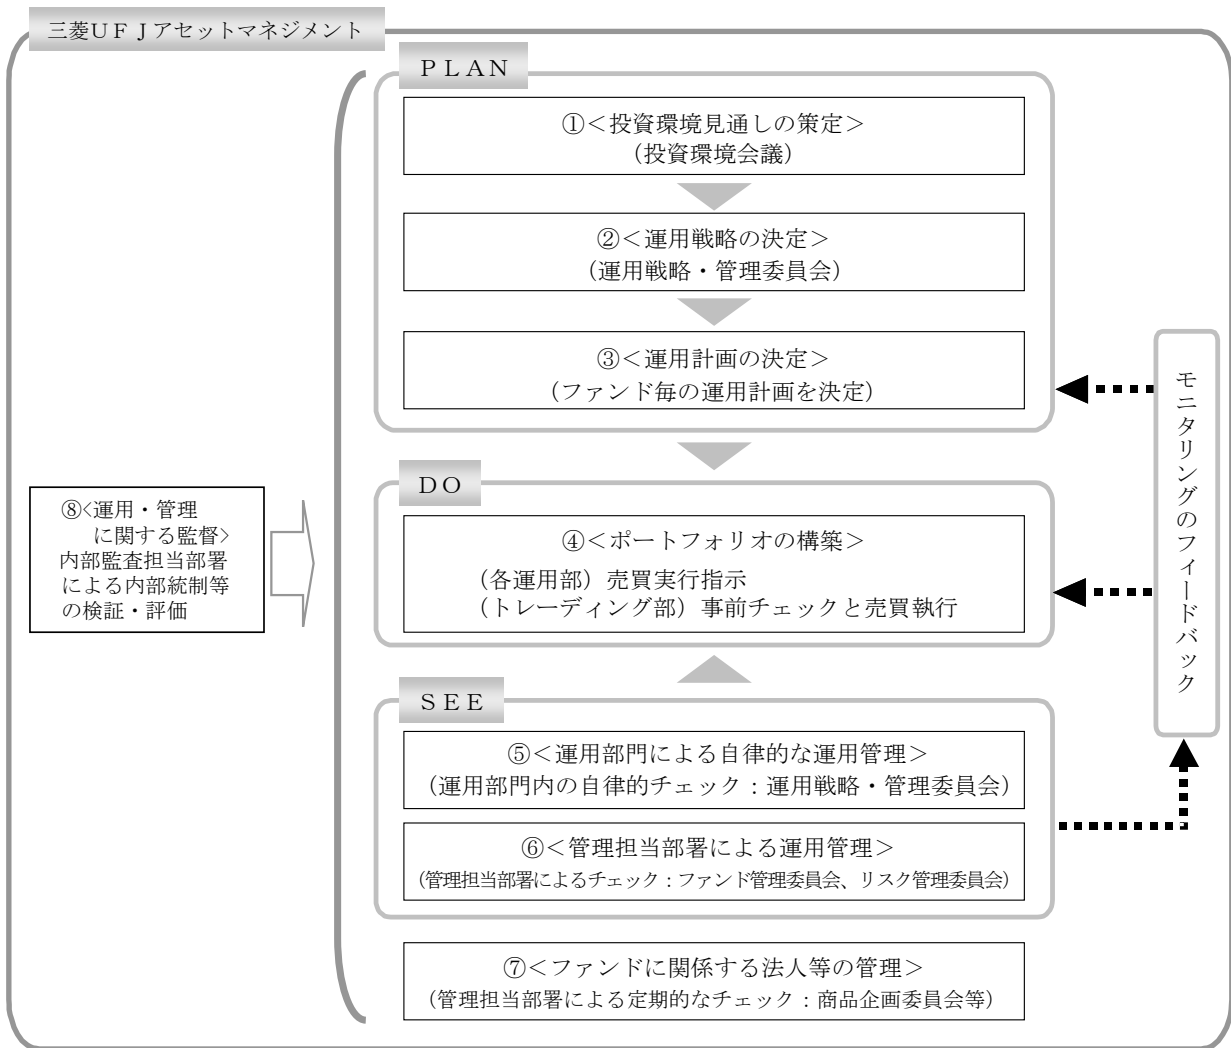 三菱UFJアセットマネジメント
PLAN
①<投資環境見通しの策定>
(投資環境会議)
②<運用戦略の決定>
(運用戦略・管理委員会)
③<運用計画の決定>
(ファンド毎の運用計画を決定)
DO
④<ポートフォリオの構築>
(各運用部)売買実行指示
(トレーディング部)事前チェックと売買執行
SEE
⑤<運用部門による自律的な運用管理>
(運用部門内の自律的チェック:運用戦略・管理委員会)
⑥<管理担当部署による運用管理>
(管理担当部署によるチェック:ファンド管理委員会、リスク管理委員会)
⑦<ファンドに関係する法人等の管理>
(管理担当部署による定期的なチェック:商品企画委員会等)
⑧<運用・管理
に関する監督>
内部監査担当部署
による内部統制等
の検証・評価
モニタリングのフィードバック